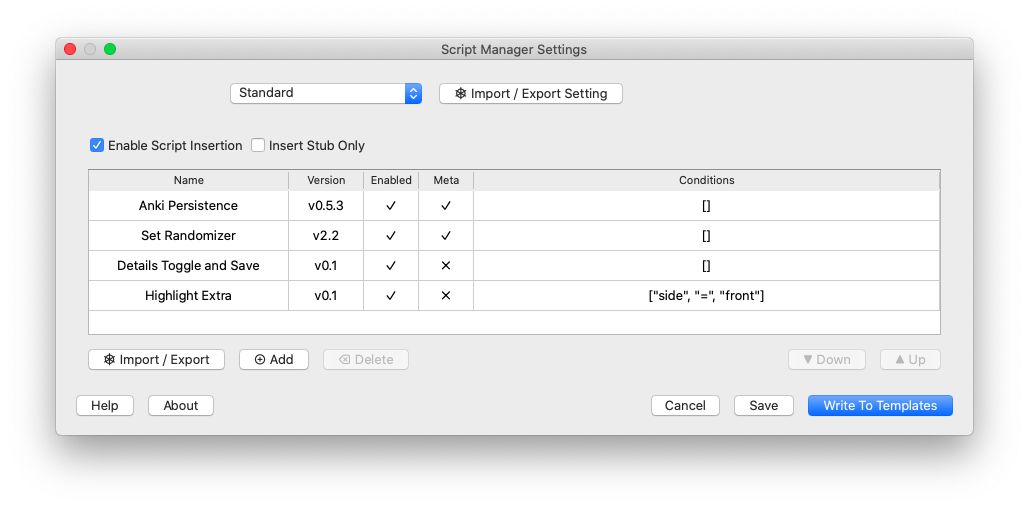 Script Manager Settings
Standard
Import / Export Setting
Enable Script Insertion Insert Stub Only
Name Version Enabled Meta Conditions
Anki Persistence v0.5.3 ✓ ✓ []
Set Randomizer v2.2 ✓ ✓ []
Details Toggle and Save v0.1 ✓ ✕ []
Highlight Extra v0.1 ✓ ✕ ["side", "=", "front"]
Import / Export Add Delete Down Up
Help About Cancel Save Write To Templates